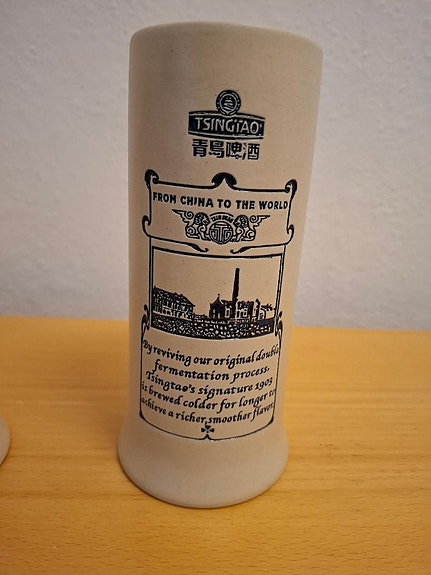 TSINGTAO
青島啤酒
FROM CHINA TO THE WORLD
By reviving our original double
fermentation process.
Tsingtao's signature 1903
is brewed colder for longer to
achieve a richer, smoother flavor.